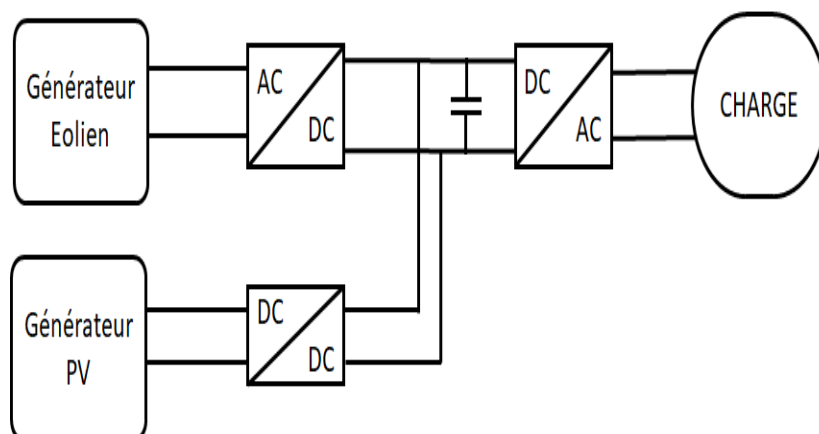 Générateur
Eolien
AC
DC
DC
AC
CHARGE
Générateur
PV
DC
DC